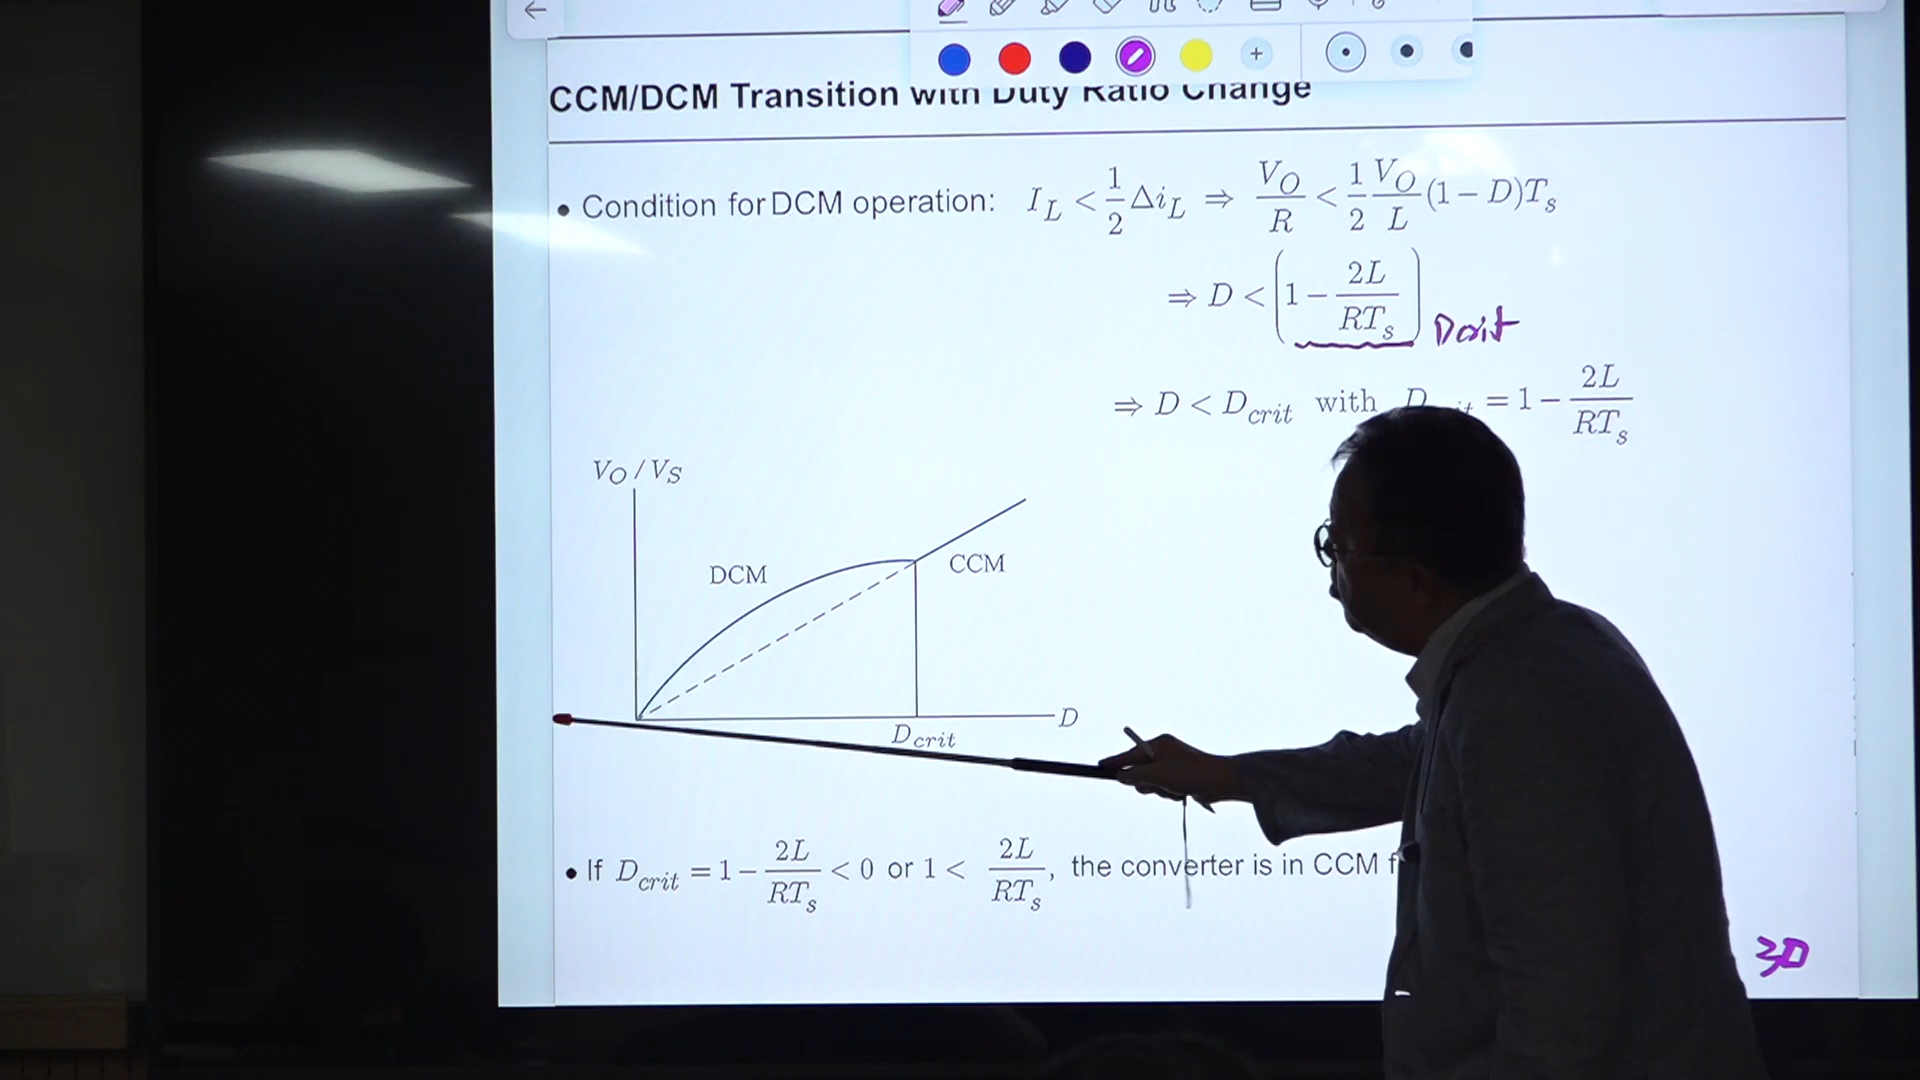 CCM/DCM Transition with Duty Ratio Change
• Condition for DCM operation: I_L < 1/2 Δi_L ⇒ V_O/R < 1/2 V_O/L (1 − D)T_s
⇒ D < (1 − 2L/RT_s) Dcrit
⇒ D < D_crit with D = 1 − 2L/RT_s
V_O / V_S
DCM
CCM
D
D_crit
• If D_crit = 1 − 2L/RT_s < 0 or 1 < 2L/RT_s, the converter is in CCM
30